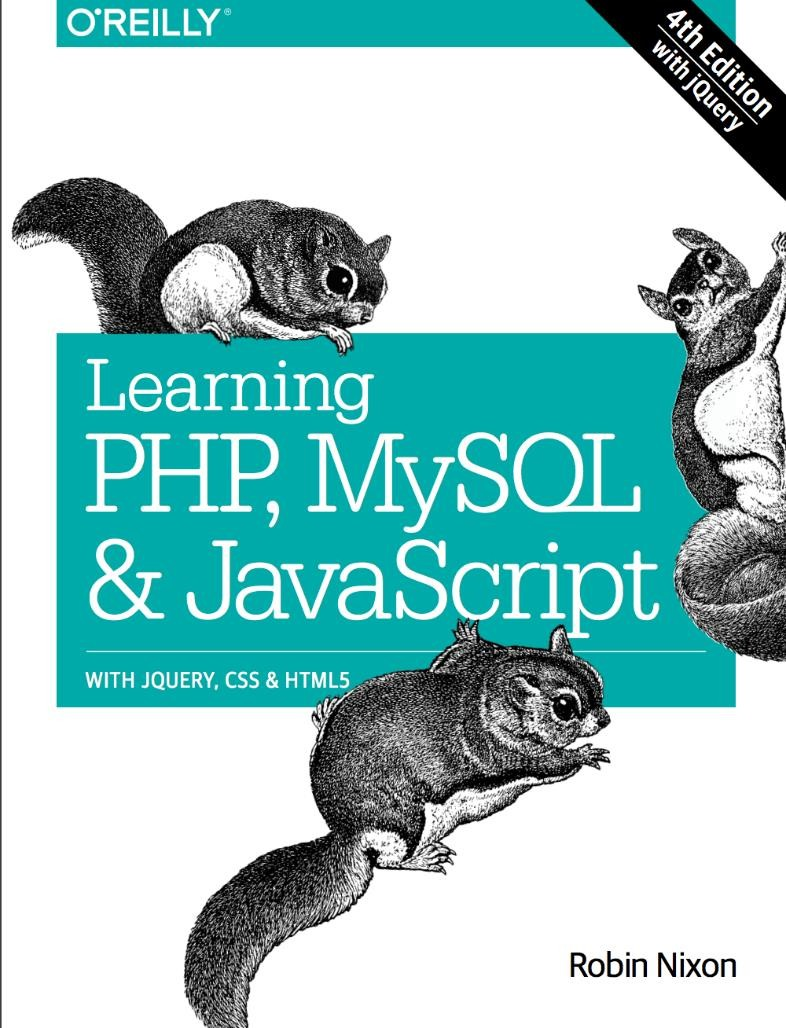 O'REILLY®
4th Edition
with jQuery
Learning
PHP, MySQL
& JavaScript
WITH JQUERY, CSS & HTML5
Robin Nixon